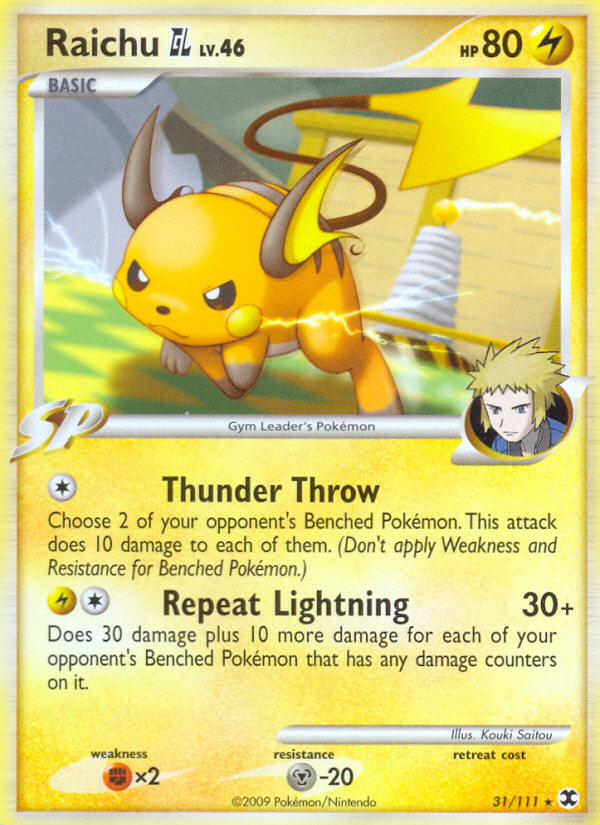 Raichu GL LV.46 HP 80
BASIC
Gym Leader's Pokémon
SP
Thunder Throw
Choose 2 of your opponent's Benched Pokémon. This attack
does 10 damage to each of them. (Don't apply Weakness and
Resistance for Benched Pokémon.)
Repeat Lightning 30+
Does 30 damage plus 10 more damage for each of your
opponent's Benched Pokémon that has any damage counters
on it.
Illus. Kouki Saitou
weakness resistance retreat cost
×2 -20
©2009 Pokémon/Nintendo 31/111 ★